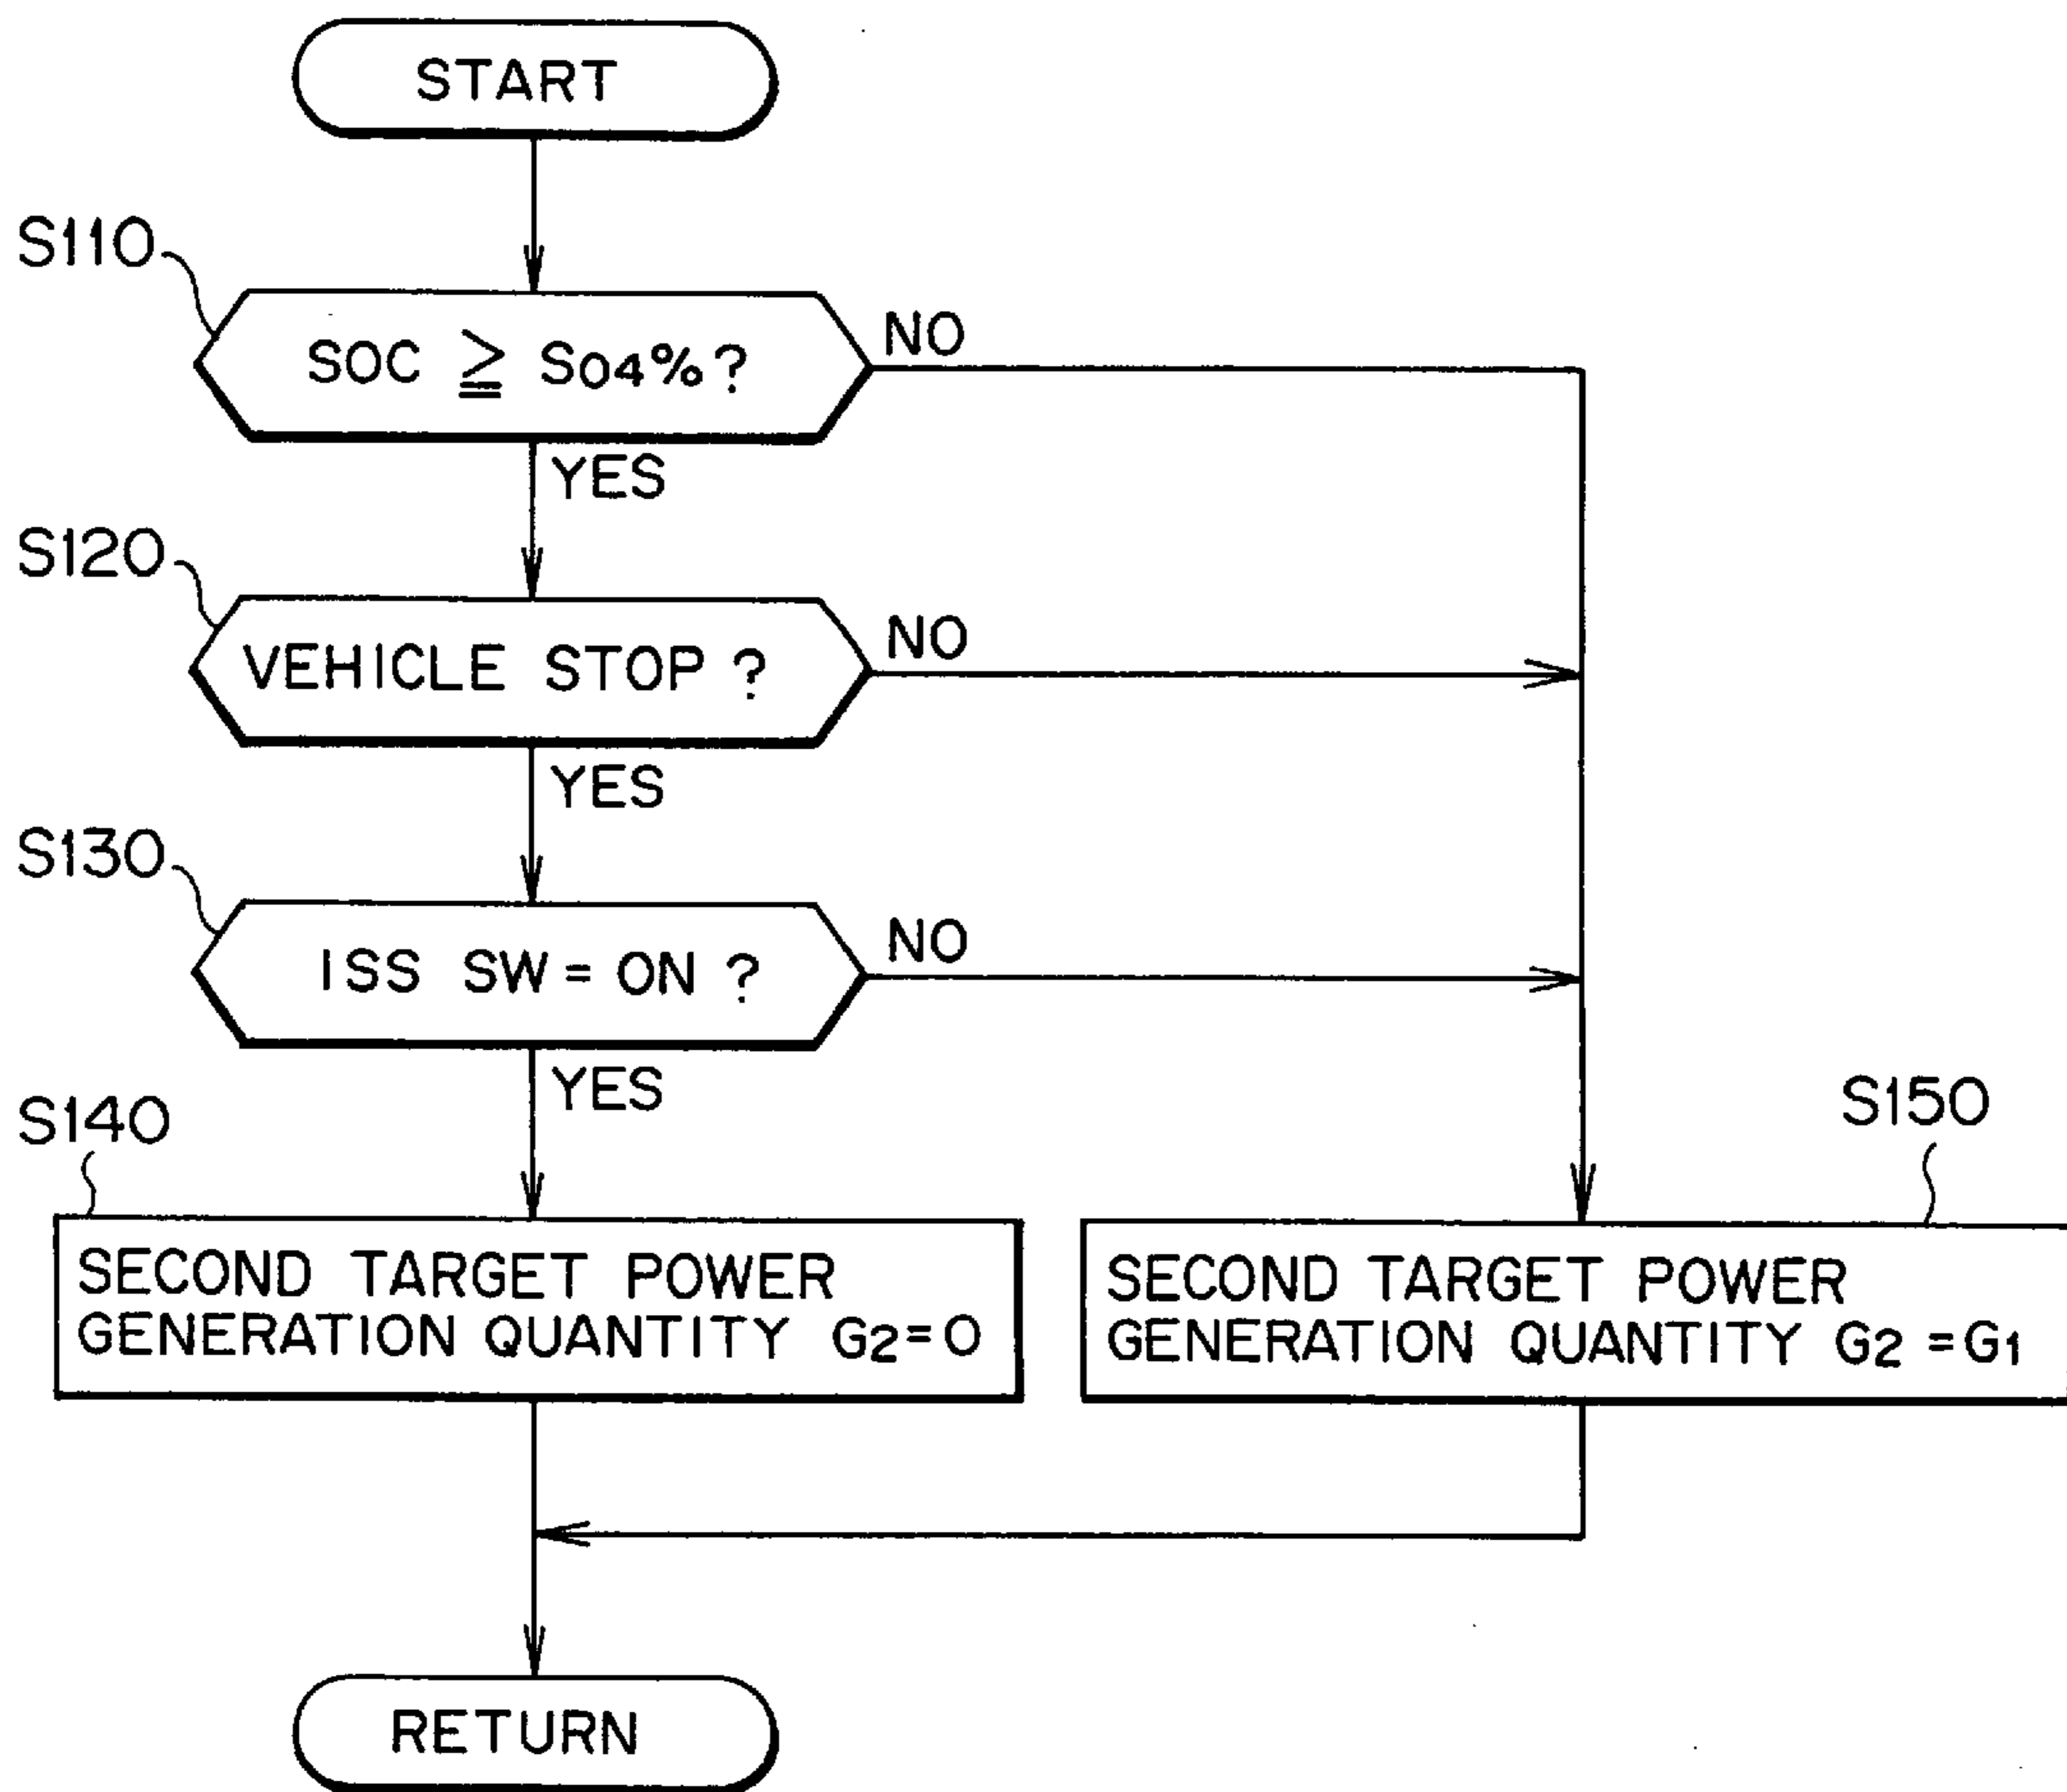 START
S110
SOC ≧ S04%?
NO
YES
S120
VEHICLE STOP ?
NO
YES
S130
ISS SW = ON ?
NO
YES
S140
SECOND TARGET POWER
GENERATION QUANTITY G2=0
S150
SECOND TARGET POWER
GENERATION QUANTITY G2 =G1
RETURN